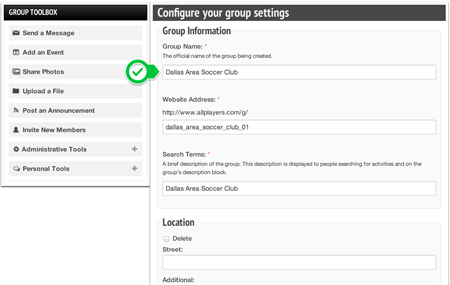 GROUP TOOLBOX
Send a Message
Add an Event
Share Photos
Upload a File
Post an Announcement
Invite New Members
Administrative Tools +
Personal Tools +
Configure your group settings
Group Information
Group Name: *
The official name of the group being created.
Dallas Area Soccer Club
Website Address: *
http://www.allplayers.com/g/
dallas_area_soccer_club_01
Search Terms: *
A brief description of the group. This description is displayed to people searching for activities and on the
group's description block.
Dallas Area Soccer Club
Location
Delete
Street:
Additional: